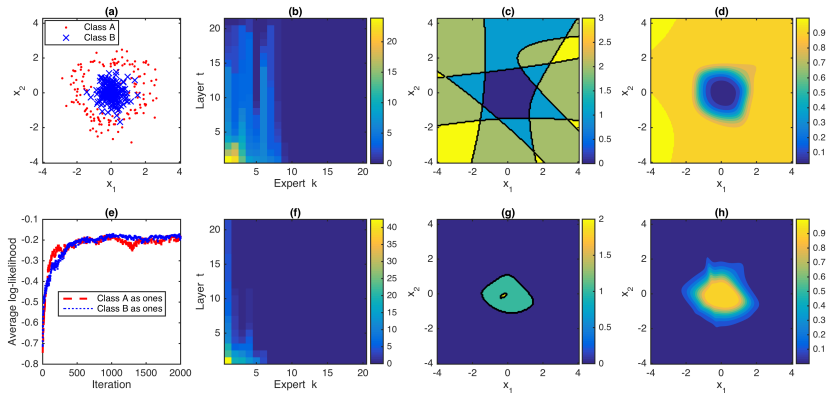 (a)
Class A
Class B
x2
4
2
0
-2
-4
-4 -2 0 2 4
x1
(b)
Layer t
20
15
10
5
5 10 15 20
Expert k
20
15
10
5
0
(c)
x2
4
2
0
-2
-4
-4 -2 0 2 4
x1
3
2.5
2
1.5
1
0.5
0
(d)
x2
4
2
0
-2
-4
-4 -2 0 2 4
x1
0.9
0.8
0.7
0.6
0.5
0.4
0.3
0.2
0.1
(e)
Average log-likelihood
-0.1
-0.2
-0.3
-0.4
-0.5
-0.6
-0.7
-0.8
Class A as ones
Class B as ones
0 500 1000 1500 2000
Iteration
(f)
Layer t
20
15
10
5
5 10 15 20
Expert k
40
35
30
25
20
15
10
5
0
(g)
x2
4
2
0
-2
-4
-4 -2 0 2 4
x1
2
1.5
1
0.5
0
(h)
x2
4
2
0
-2
-4
-4 -2 0 2 4
x1
0.9
0.8
0.7
0.6
0.5
0.4
0.3
0.2
0.1